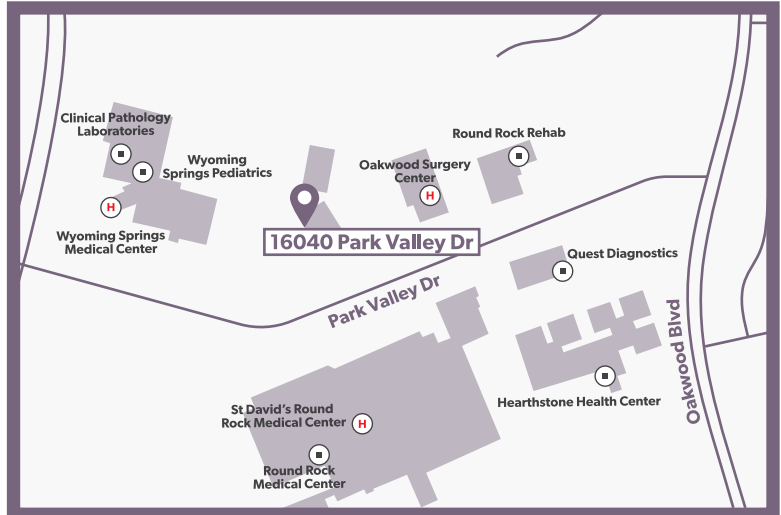 Clinical Pathology
Laboratories
Wyoming
Springs Pediatrics
H
Wyoming Springs
Medical Center
Oakwood Surgery
Center
H
Round Rock Rehab
16040 Park Valley Dr
Quest Diagnostics
Park Valley Dr
Oakwood Blvd
Hearthstone Health Center
St David's Round
Rock Medical Center
H
Round Rock
Medical Center